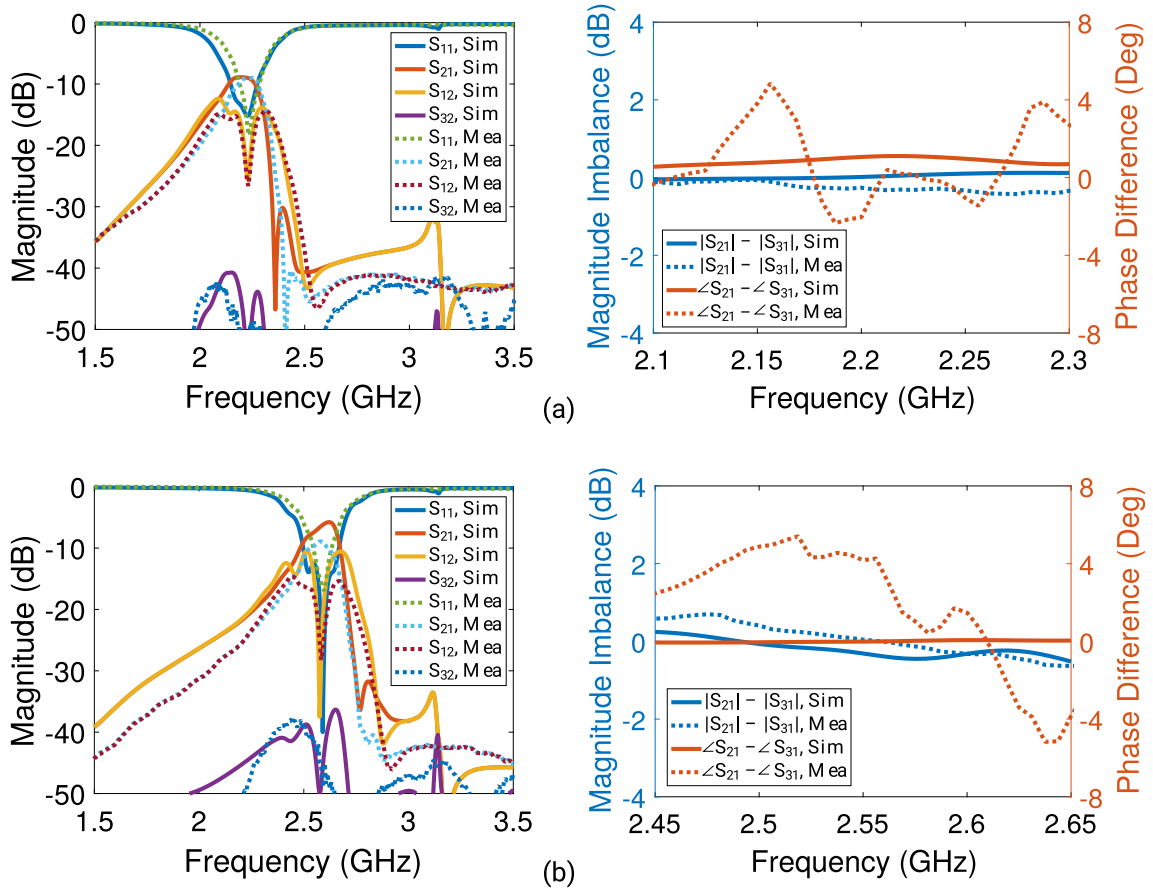 0
-10
-20
-30
-40
-50
Magnitude (dB)
1.5 2 2.5 3 3.5
Frequency (GHz)
S11, Sim
S21, Sim
S12, Sim
S32, Sim
S11, Mea
S21, Mea
S12, Mea
S32, Mea
4
2
0
-2
-4
Magnitude Imbalance (dB)
8
4
0
-4
-8
Phase Difference (Deg)
|S21| − |S31|, Sim
|S21| − |S31|, Mea
∠S21 − ∠S31, Sim
∠S21 − ∠S31, Mea
2.1 2.15 2.2 2.25 2.3
Frequency (GHz)
(a)
0
-10
-20
-30
-40
-50
Magnitude (dB)
1.5 2 2.5 3 3.5
Frequency (GHz)
S11, Sim
S21, Sim
S12, Sim
S32, Sim
S11, Mea
S21, Mea
S12, Mea
S32, Mea
4
2
0
-2
-4
Magnitude Imbalance (dB)
8
4
0
-4
-8
Phase Difference (Deg)
|S21| − |S31|, Sim
|S21| − |S31|, Mea
∠S21 − ∠S31, Sim
∠S21 − ∠S31, Mea
2.45 2.5 2.55 2.6 2.65
Frequency (GHz)
(b)